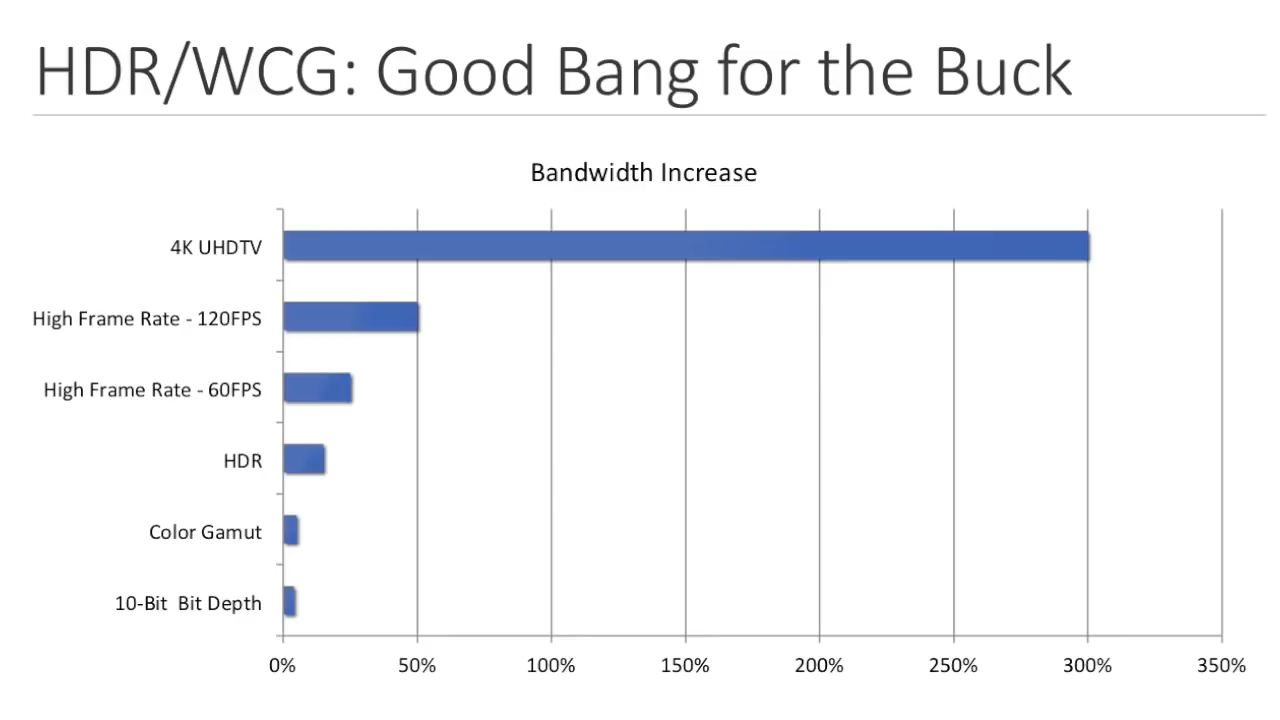 HDR/WCG: Good Bang for the Buck
Bandwidth Increase
4K UHDTV
High Frame Rate - 120FPS
High Frame Rate - 60FPS
HDR
Color Gamut
10-Bit  Bit Depth
0% 50% 100% 150% 200% 250% 300% 350%